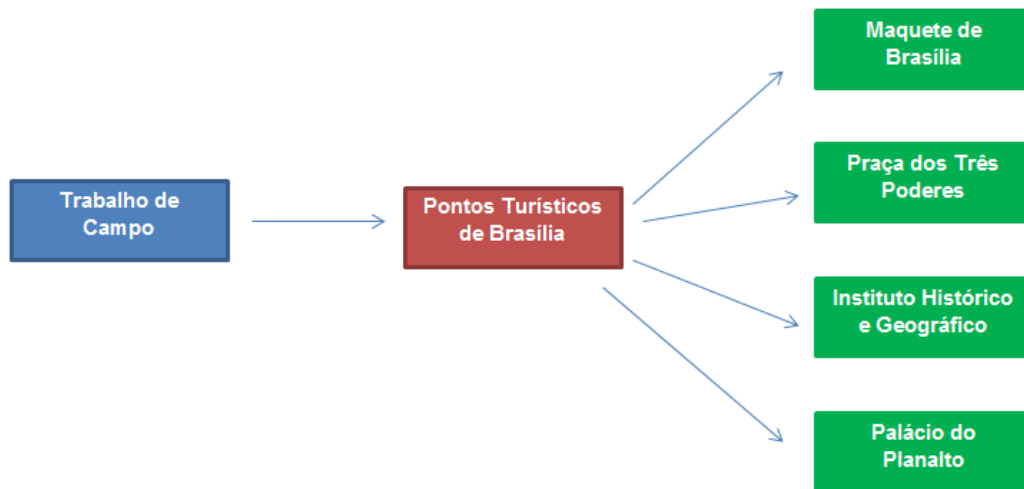 Trabalho de
Campo
Pontos Turísticos
de Brasília
Maquete de
Brasília
Praça dos Três
Poderes
Instituto Histórico
e Geográfico
Palácio do
Planalto